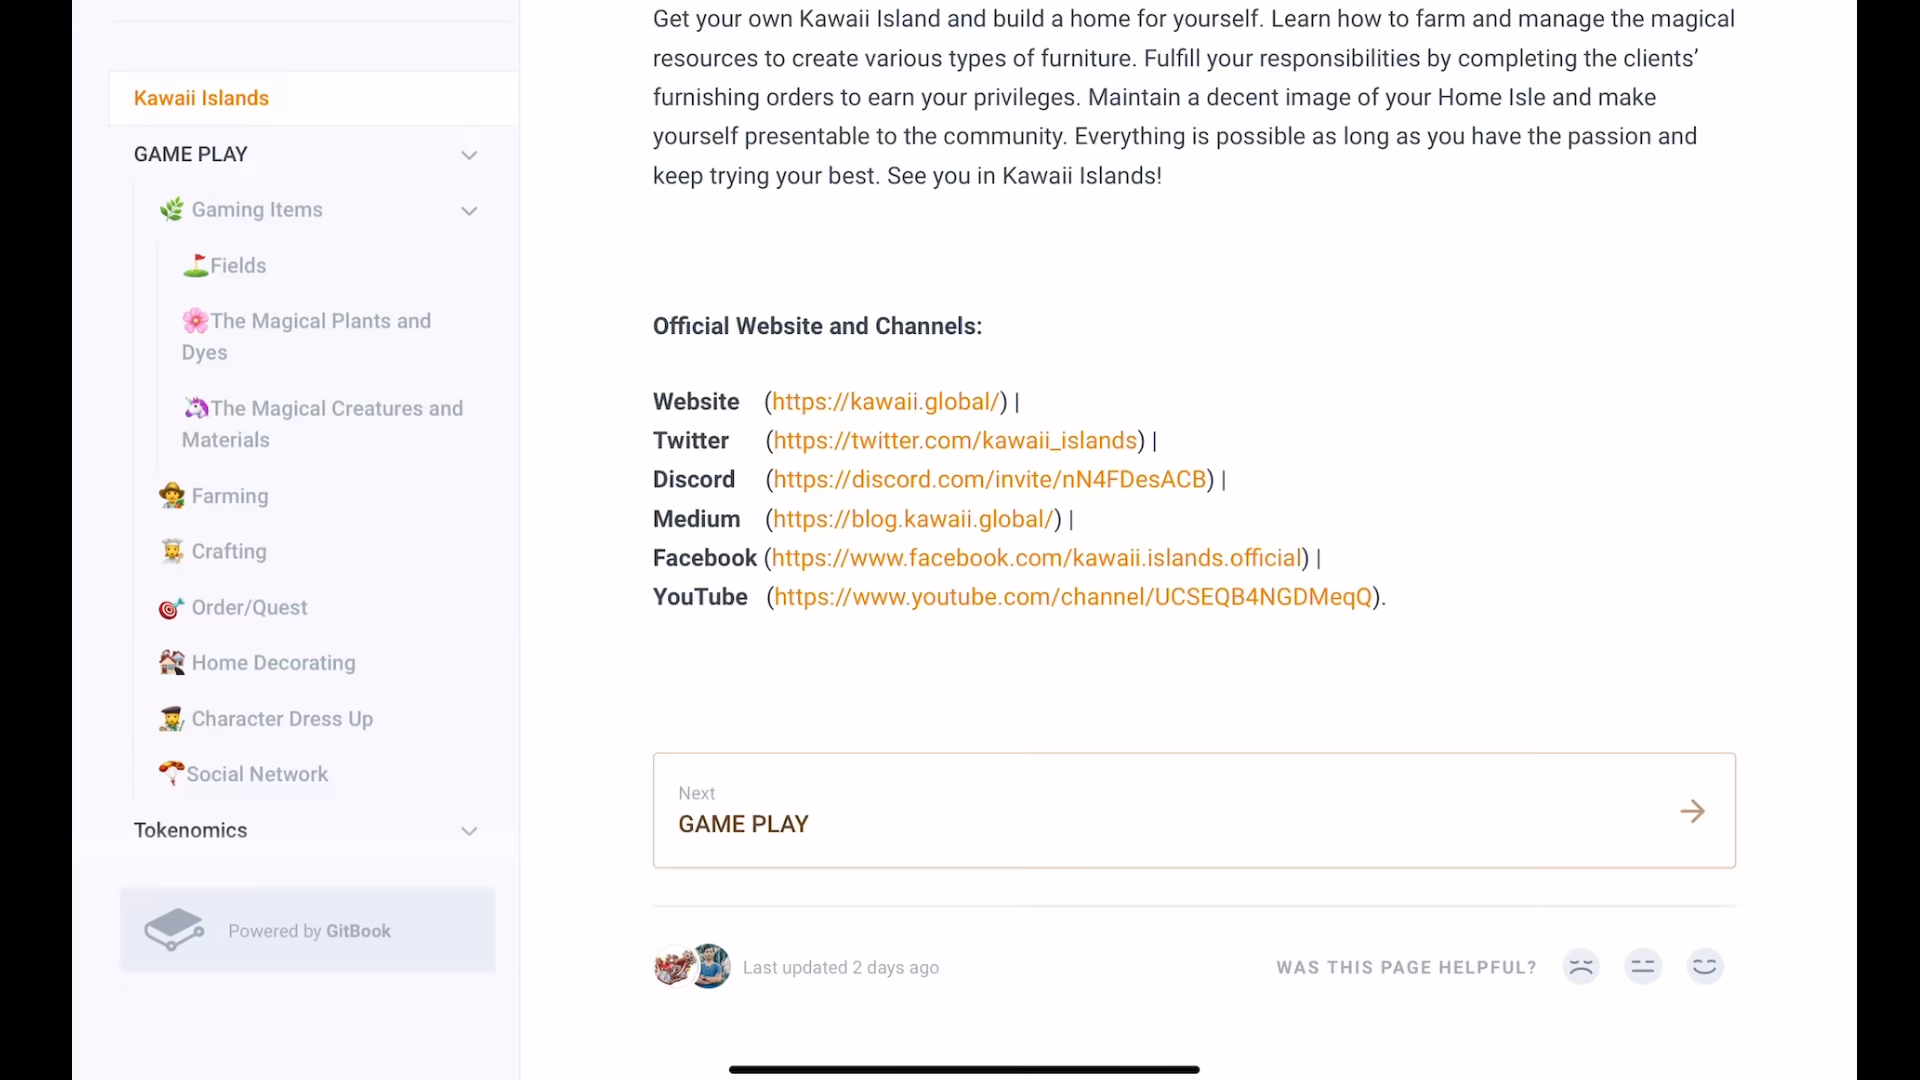 Kawaii Islands
GAME PLAY
Gaming Items
Fields
The Magical Plants and
Dyes
The Magical Creatures and
Materials
Farming
Crafting
Order/Quest
Home Decorating
Character Dress Up
Social Network
Tokenomics
Powered by GitBook
Get your own Kawaii Island and build a home for yourself. Learn how to farm and manage the magical
resources to create various types of furniture. Fulfill your responsibilities by completing the clients’
furnishing orders to earn your privileges. Maintain a decent image of your Home Isle and make
yourself presentable to the community. Everything is possible as long as you have the passion and
keep trying your best. See you in Kawaii Islands!
Official Website and Channels:
Website (https://kawaii.global/) |
Twitter (https://twitter.com/kawaii_islands) |
Discord (https://discord.com/invite/nN4FDesACB) |
Medium (https://blog.kawaii.global/) |
Facebook (https://www.facebook.com/kawaii.islands.official) |
YouTube (https://www.youtube.com/channel/UCSEQB4NGDMeqQ).
Next
GAME PLAY
Last updated 2 days ago
WAS THIS PAGE HELPFUL?